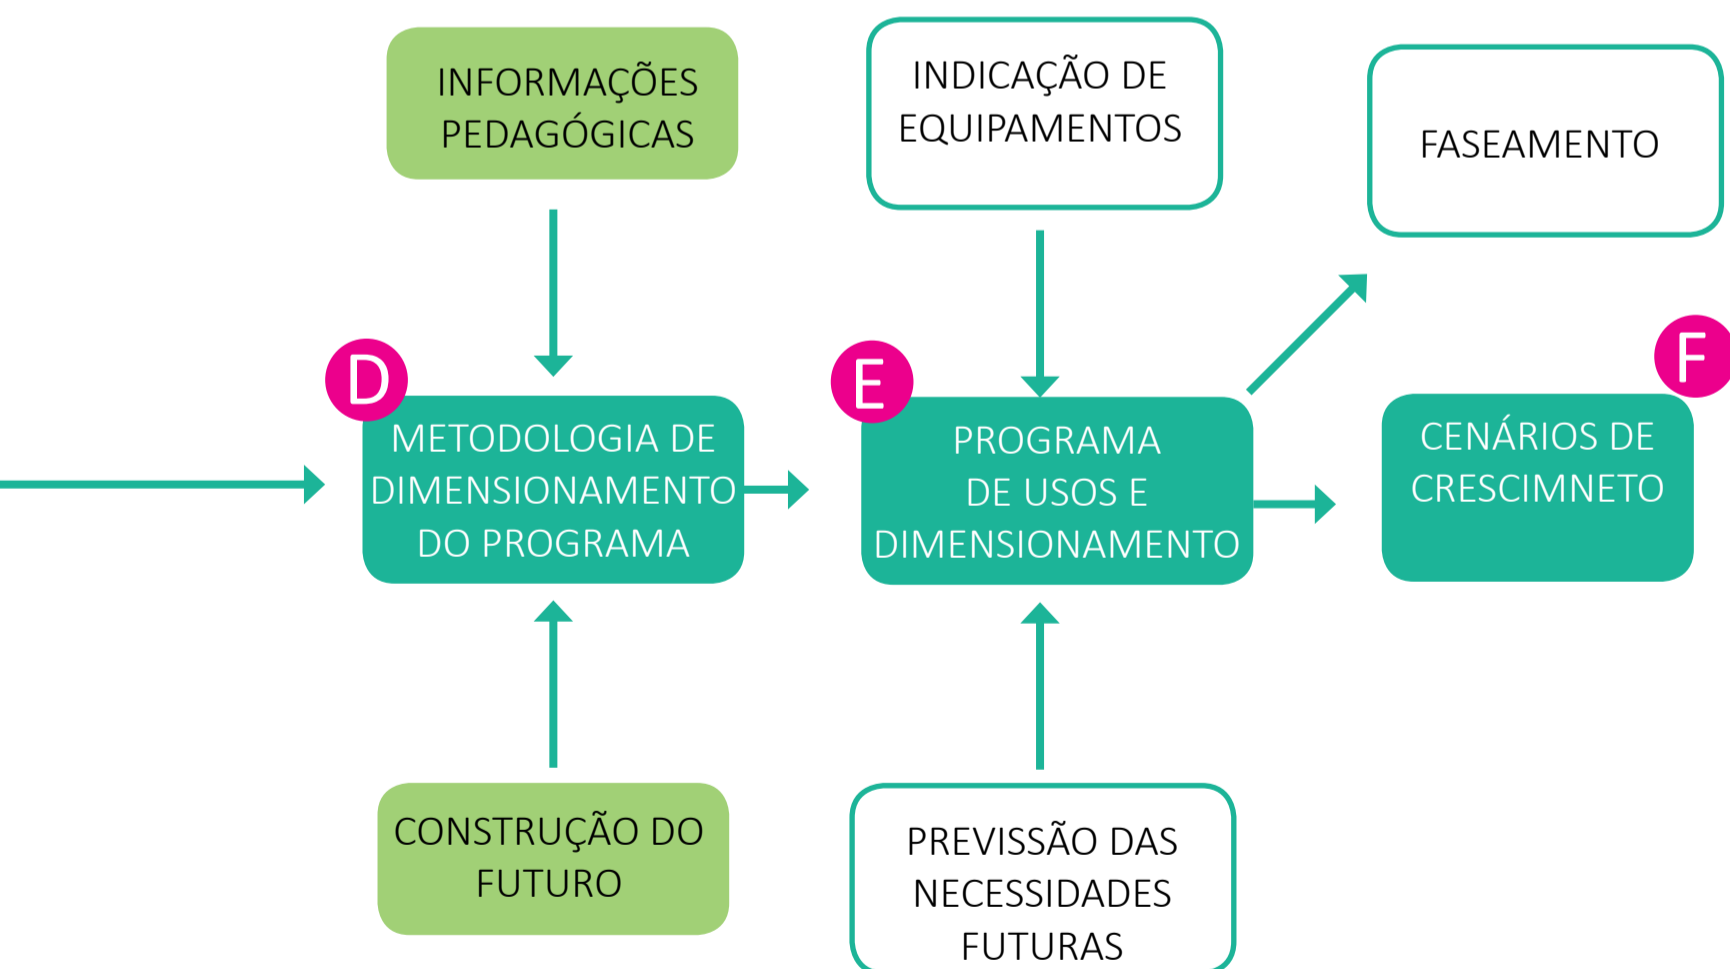 INFORMAÇÕES
PEDAGÓGICAS
INDICAÇÃO DE
EQUIPAMENTOS
FASEAMENTO
D
METODOLOGIA DE
DIMENSIONAMENTO
DO PROGRAMA
E
PROGRAMA
DE USOS E
DIMENSIONAMENTO
F
CENÁRIOS DE
CRESCIMNETO
CONSTRUÇÃO DO
FUTURO
PREVISSÃO DAS
NECESSIDADES
FUTURAS